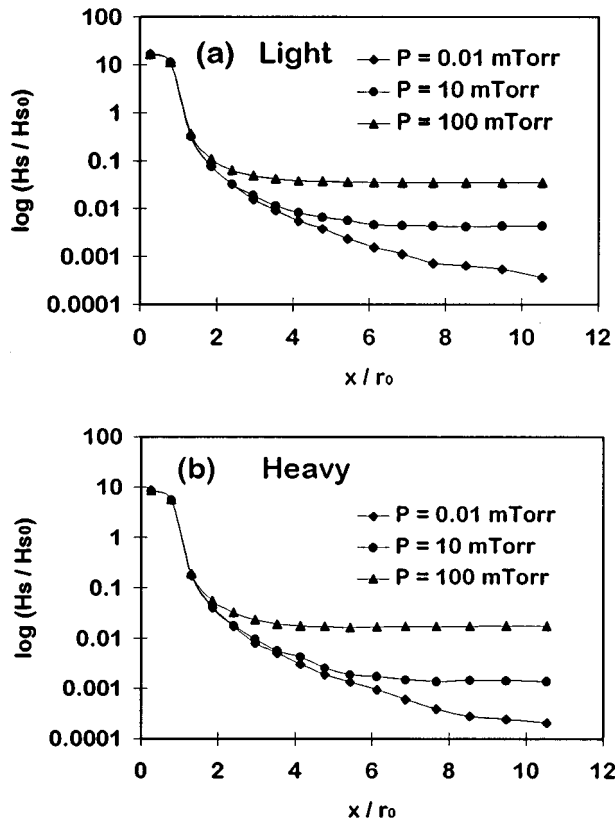 (a) Light
P = 0.01 mTorr
P = 10 mTorr
P = 100 mTorr
log (Hs / Hs0)
100
10
1
0.1
0.01
0.001
0.0001
0 2 4 6 8 10 12
x / r0
(b) Heavy
P = 0.01 mTorr
P = 10 mTorr
P = 100 mTorr
log (Hs / Hs0)
100
10
1
0.1
0.01
0.001
0.0001
0 2 4 6 8 10 12
x / r0